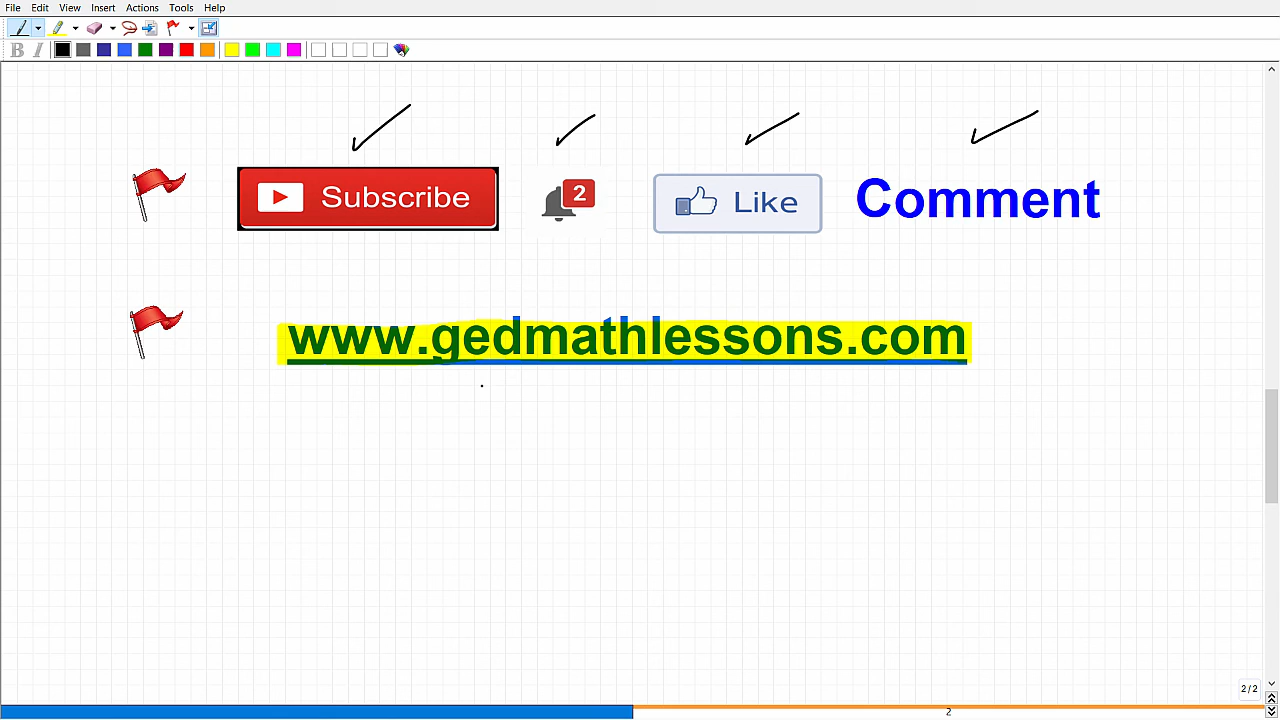 File Edit View Insert Actions Tools Help
B I
Subscribe 2 Like Comment
www.gedmathlessons.com
2/2
2